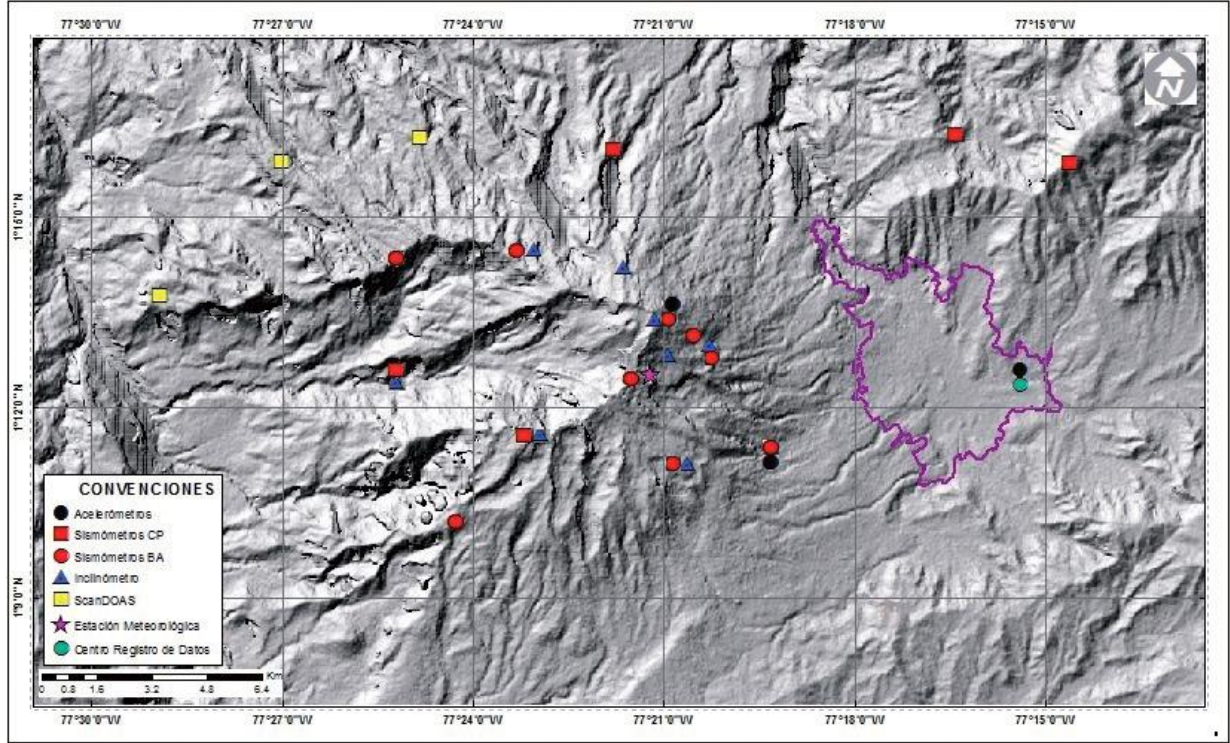 77°30'0"W 77°27'0"W 77°24'0"W 77°21'0"W 77°18'0"W 77°15'0"W
N
1°15'0"N
1°12'0"N
1°9'0"N
CONVENCIONES
Acelerómetros
Sismómetros CP
Sismómetros BA
Inclinómetro
ScanDOAS
Estación Meteorológica
Centro Registro de Datos
Km
0 0.8 1.6 3.2 4.8 6.4
77°30'0"W 77°27'0"W 77°24'0"W 77°21'0"W 77°18'0"W 77°15'0"W